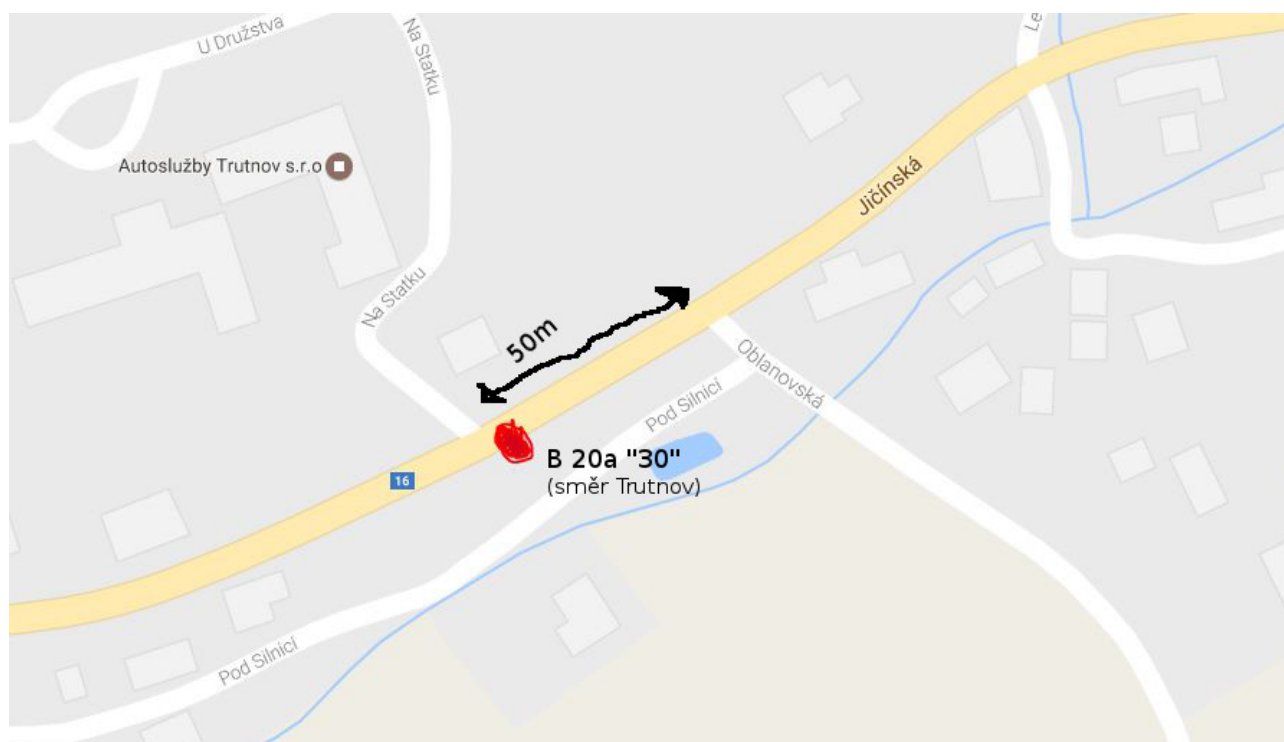 U Družstva
Na Statku
Le
Autoslužby Trutnov s.r.o
Jičínská
Na Statku
50m
Oblanovská
Pod Silnicí
B 20a "30"
(směr Trutnov)
16
Pod Silnicí